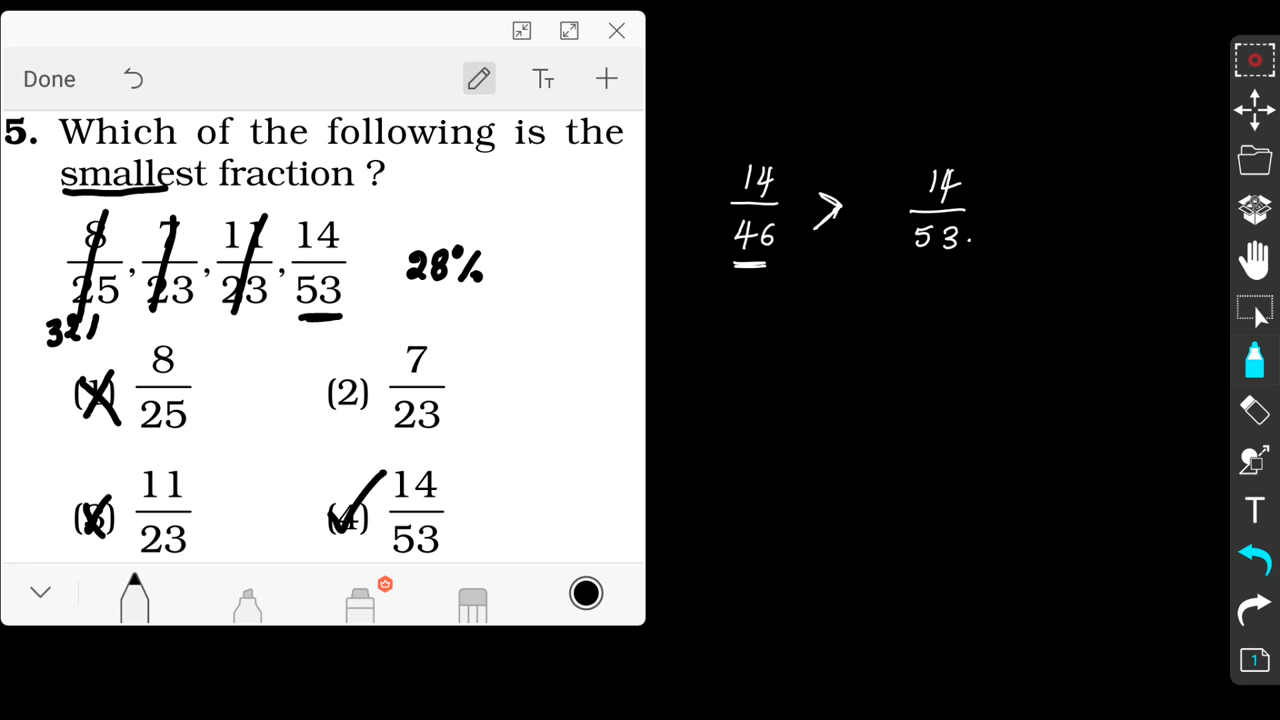 Done
5. Which of the following is the
smallest fraction ?
8/25, 7/23, 11/23, 14/53 28%
32%
(1) 8/25 (2) 7/23
(3) 11/23 (4) 14/53
14/46 > 14/53.
T
1